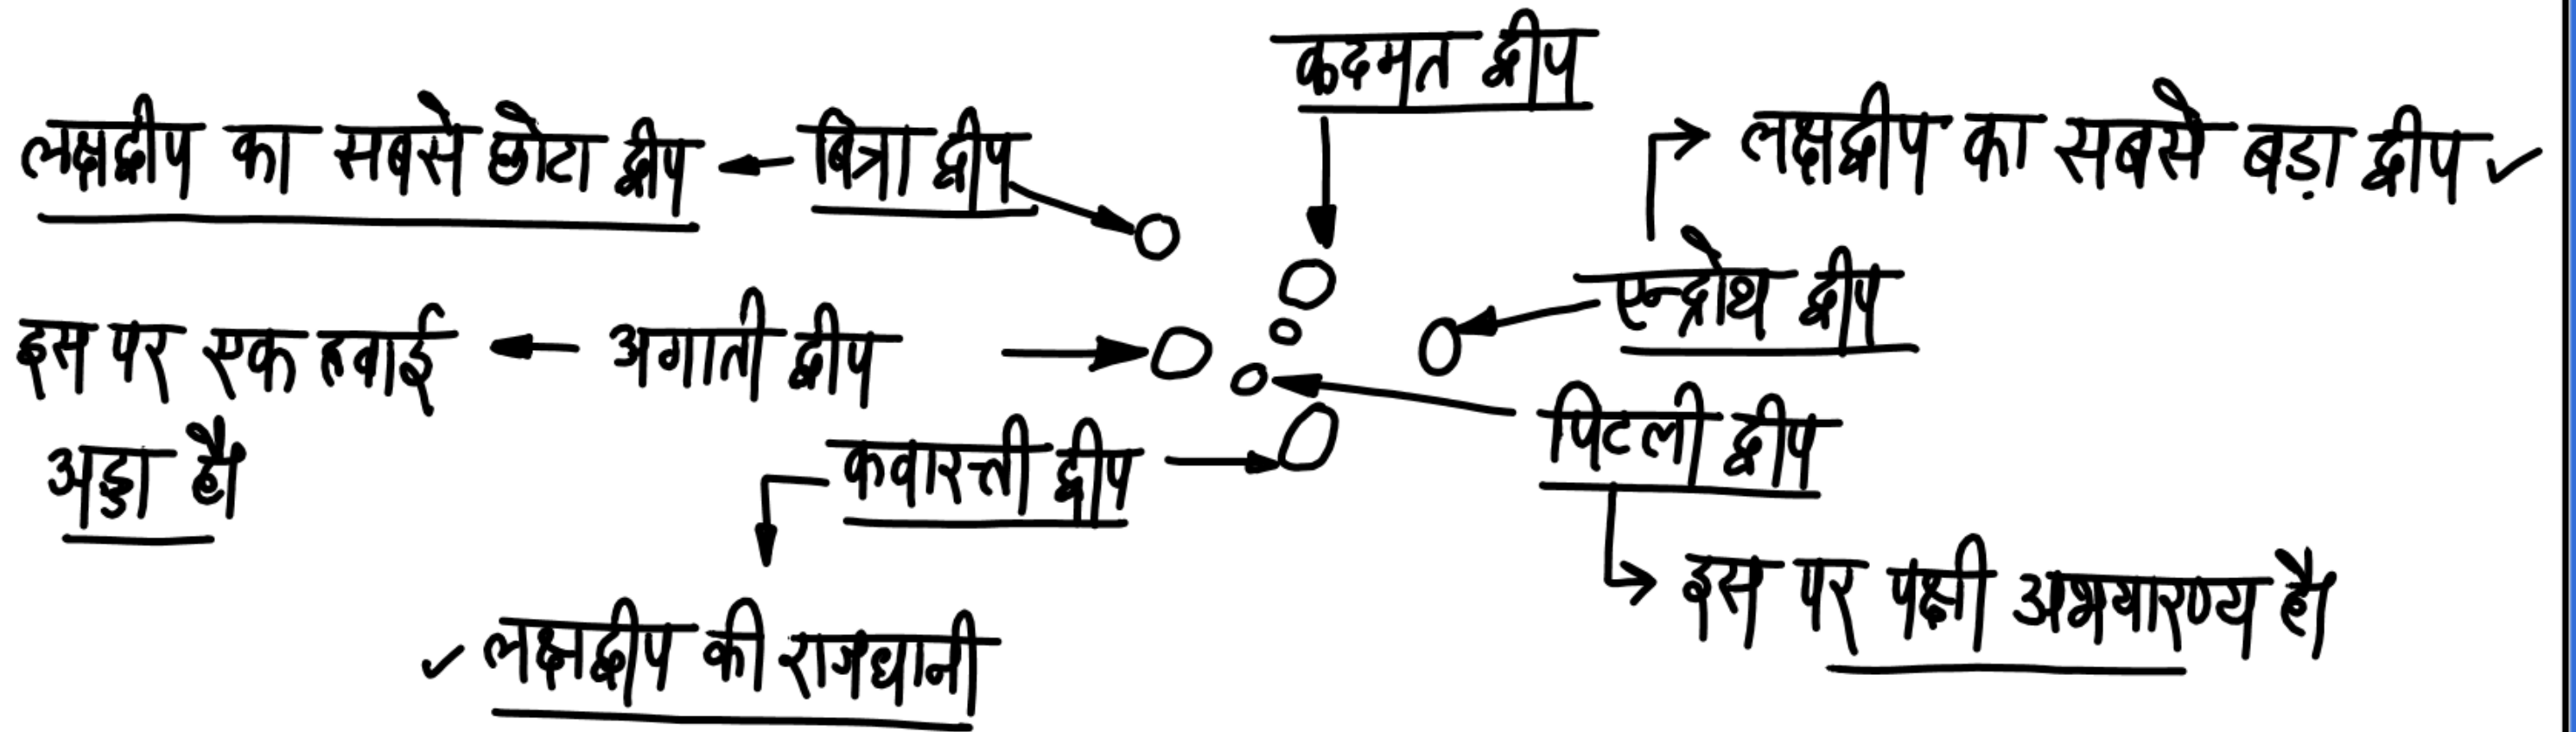 कदमत द्वीप
लक्षद्वीप का सबसे छोटा द्वीप
बित्रा द्वीप
लक्षद्वीप का सबसे बड़ा द्वीप
एन्द्रोथ द्वीप
इस पर एक हवाई
अड्डा है
अगाती द्वीप
पिटली द्वीप
कवारत्ती द्वीप
इस पर पक्षी अभयारण्य है
लक्षद्वीप की राजधानी